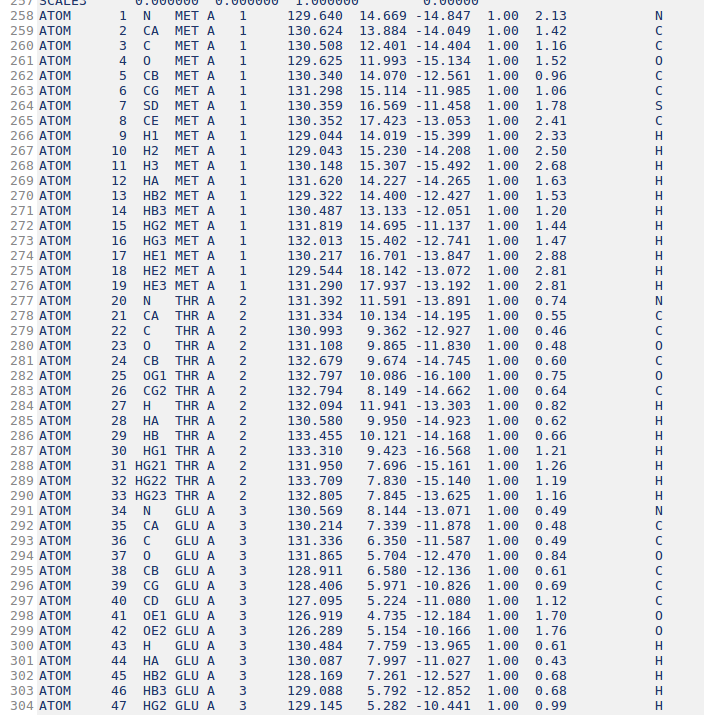 257 SCALE3      0.000000  0.000000  1.000000        0.00000
258 ATOM      1  N   MET A   1     129.640  14.669 -14.847  1.00  2.13           N
259 ATOM      2  CA  MET A   1     130.624  13.884 -14.049  1.00  1.42           C
260 ATOM      3  C   MET A   1     130.508  12.401 -14.404  1.00  1.16           C
261 ATOM      4  O   MET A   1     129.625  11.993 -15.134  1.00  1.52           O
262 ATOM      5  CB  MET A   1     130.340  14.070 -12.561  1.00  0.96           C
263 ATOM      6  CG  MET A   1     131.298  15.114 -11.985  1.00  1.06           C
264 ATOM      7  SD  MET A   1     130.359  16.569 -11.458  1.00  1.78           S
265 ATOM      8  CE  MET A   1     130.352  17.423 -13.053  1.00  2.41           C
266 ATOM      9  H1  MET A   1     129.044  14.019 -15.399  1.00  2.33           H
267 ATOM     10  H2  MET A   1     129.043  15.230 -14.208  1.00  2.50           H
268 ATOM     11  H3  MET A   1     130.148  15.307 -15.492  1.00  2.68           H
269 ATOM     12  HA  MET A   1     131.620  14.227 -14.265  1.00  1.63           H
270 ATOM     13  HB2 MET A   1     129.322  14.400 -12.427  1.00  1.53           H
271 ATOM     14  HB3 MET A   1     130.487  13.133 -12.051  1.00  1.20           H
272 ATOM     15  HG2 MET A   1     131.819  14.695 -11.137  1.00  1.44           H
273 ATOM     16  HG3 MET A   1     132.013  15.402 -12.741  1.00  1.47           H
274 ATOM     17  HE1 MET A   1     130.217  16.701 -13.847  1.00  2.88           H
275 ATOM     18  HE2 MET A   1     129.544  18.142 -13.072  1.00  2.81           H
276 ATOM     19  HE3 MET A   1     131.290  17.937 -13.192  1.00  2.81           H
277 ATOM     20  N   THR A   2     131.392  11.591 -13.891  1.00  0.74           N
278 ATOM     21  CA  THR A   2     131.334  10.134 -14.195  1.00  0.55           C
279 ATOM     22  C   THR A   2     130.993   9.362 -12.927  1.00  0.46           C
280 ATOM     23  O   THR A   2     131.108   9.865 -11.830  1.00  0.48           O
281 ATOM     24  CB  THR A   2     132.679   9.674 -14.745  1.00  0.60           C
282 ATOM     25  OG1 THR A   2     132.797  10.086 -16.100  1.00  0.75           O
283 ATOM     26  CG2 THR A   2     132.794   8.149 -14.662  1.00  0.64           C
284 ATOM     27  H   THR A   2     132.094  11.941 -13.303  1.00  0.82           H
285 ATOM     28  HA  THR A   2     130.580   9.950 -14.923  1.00  0.62           H
286 ATOM     29  HB  THR A   2     133.455  10.121 -14.168  1.00  0.66           H
287 ATOM     30  HG1 THR A   2     133.310   9.423 -16.568  1.00  1.21           H
288 ATOM     31 HG21 THR A   2     131.950   7.696 -15.161  1.00  1.26           H
289 ATOM     32 HG22 THR A   2     133.709   7.830 -15.140  1.00  1.19           H
290 ATOM     33 HG23 THR A   2     132.805   7.845 -13.625  1.00  1.16           H
291 ATOM     34  N   GLU A   3     130.569   8.144 -13.071  1.00  0.49           N
292 ATOM     35  CA  GLU A   3     130.214   7.339 -11.878  1.00  0.48           C
293 ATOM     36  C   GLU A   3     131.336   6.350 -11.587  1.00  0.49           C
294 ATOM     37  O   GLU A   3     131.865   5.704 -12.470  1.00  0.84           O
295 ATOM     38  CB  GLU A   3     128.911   6.580 -12.136  1.00  0.61           C
296 ATOM     39  CG  GLU A   3     128.406   5.971 -10.826  1.00  0.69           C
297 ATOM     40  CD  GLU A   3     127.095   5.224 -11.080  1.00  1.12           C
298 ATOM     41  OE1 GLU A   3     126.919   4.735 -12.184  1.00  1.70           O
299 ATOM     42  OE2 GLU A   3     126.289   5.154 -10.166  1.00  1.76           O
300 ATOM     43  H   GLU A   3     130.484   7.759 -13.965  1.00  0.61           H
301 ATOM     44  HA  GLU A   3     130.087   7.997 -11.027  1.00  0.43           H
302 ATOM     45  HB2 GLU A   3     128.169   7.261 -12.527  1.00  0.68           H
303 ATOM     46  HB3 GLU A   3     129.088   5.792 -12.852  1.00  0.68           H
304 ATOM     47  HG2 GLU A   3     129.145   5.282 -10.441  1.00  0.99           H